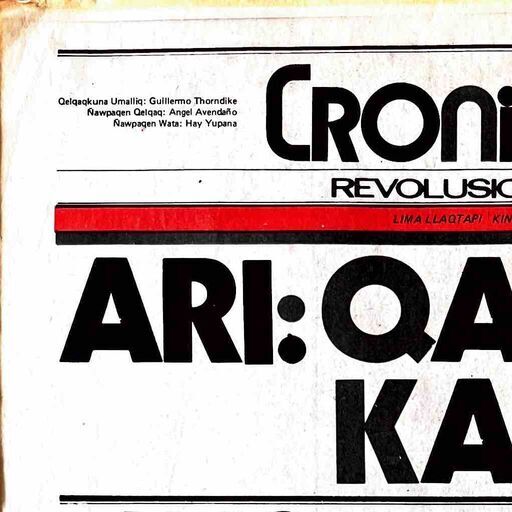 Qelqaqkuna Umalliq: Guillermo Thorndike
Ñawpaqen Qelqaq: Angel Avendaño
Ñawpaqen Wata: Hay Yupana
CRONi
REVOLUSIO
LIMA LLAQTAPI KIN
ARI: QA
KA